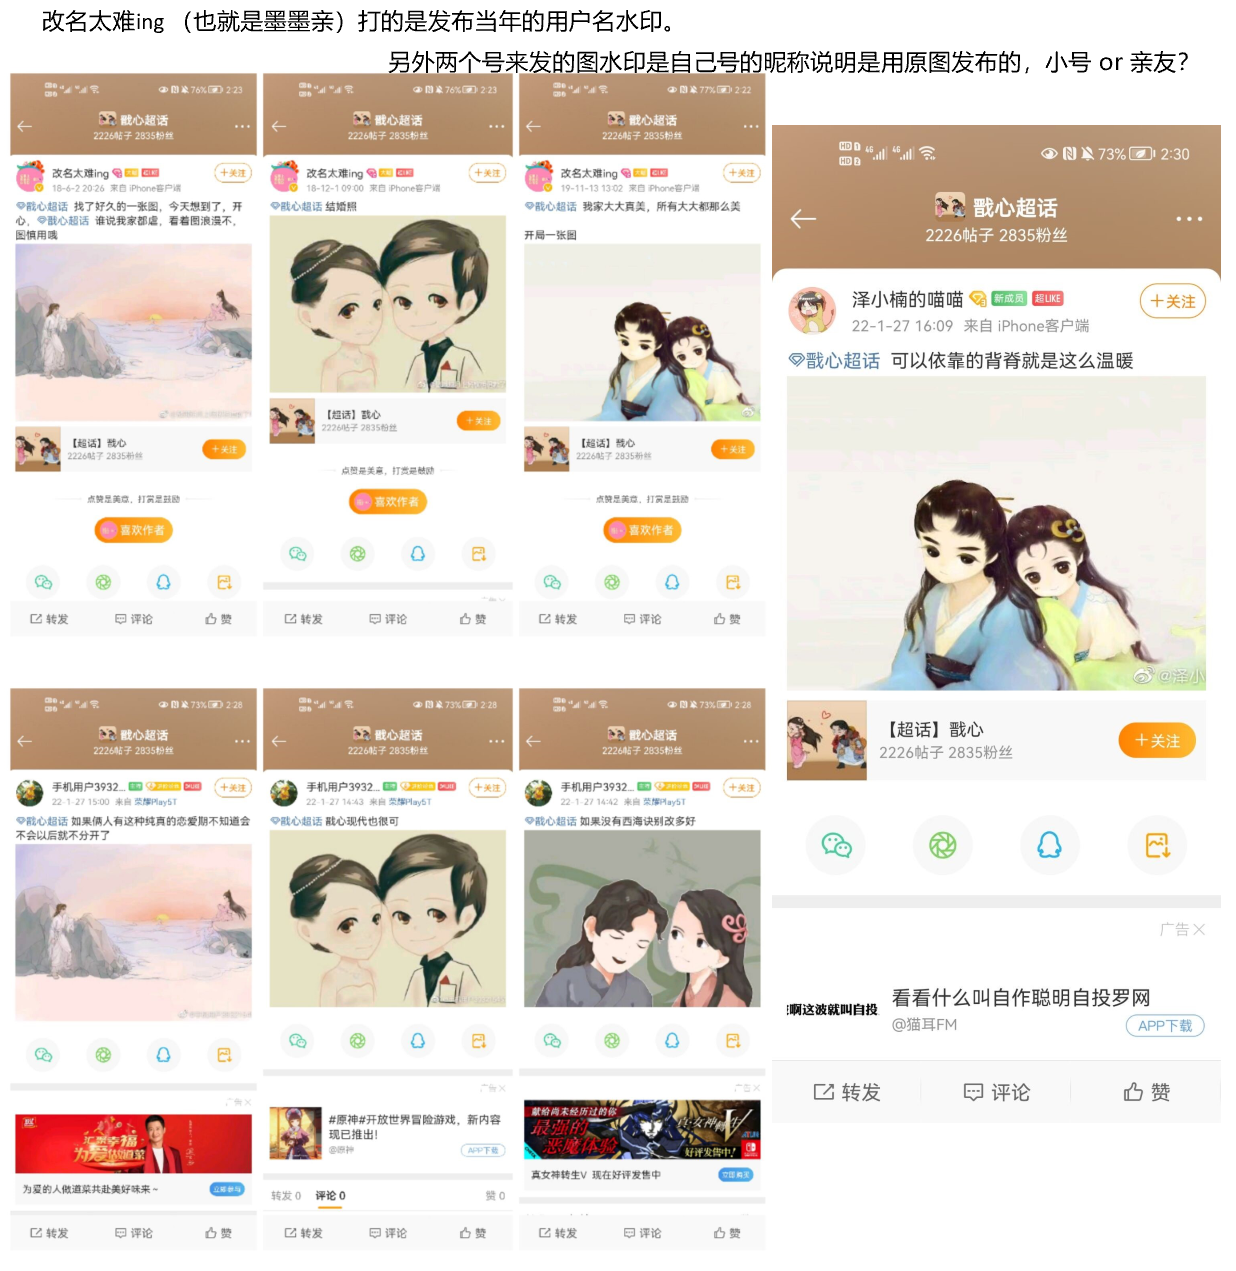 改名太难ing （也就是墨墨亲）打的是发布当年的用户名水印。
另外两个号来发的图水印是自己号的昵称说明是用原图发布的，小号 or 亲友？
76% 2:23
戬心超话
2226帖子 2835粉丝
改名太难ing
+关注
18-6-2 20:26 来自 iPhone客户端
戬心超话 找了好久的一张图，今天想到了，开
心，戬心超话 谁说我家都虐，看着图浪漫不，
图慎用哦
【超话】戬心
2226帖子 2835粉丝
+关注
点赞是美意，打赏是鼓励
喜欢作者
转发 评论 赞
76% 2:23
戬心超话
2226帖子 2835粉丝
改名太难ing
+关注
18-12-1 09:00 来自 iPhone客户端
戬心超话 结婚照
【超话】戬心
2226帖子 2835粉丝
+关注
点赞是美意，打赏是鼓励
喜欢作者
转发 评论 赞
77% 2:22
戬心超话
2226帖子 2835粉丝
改名太难ing
+关注
19-11-13 13:02 来自 iPhone客户端
戬心超话 我家大大真美，所有大大都那么美
开局一张图
【超话】戬心
2226帖子 2835粉丝
+关注
点赞是美意，打赏是鼓励
喜欢作者
转发 评论 赞
HD 1 4G 4G 73% 2:30
HD 2
戬心超话
2226帖子 2835粉丝
泽小楠的喵喵 新成员 超LIKE
+关注
22-1-27 16:09 来自 iPhone客户端
戬心超话 可以依靠的背脊就是这么温暖
@泽小
【超话】戬心
2226帖子 2835粉丝
+关注
广告
啊这波就叫自投
看看什么叫自作聪明自投罗网
@猫耳FM
APP下载
转发 评论 赞
73% 2:28
戬心超话
2226帖子 2835粉丝
手机用户3932...
+关注
22-1-27 15:00 来自 荣耀Play5T
戬心超话 如果俩人有这种纯真的恋爱期不知道会
不会以后就不分开了
广告
汇聚幸福
为爱做道菜
为爱的人做道菜共赴美好味来~
立即参与
转发 评论 赞
73% 2:28
戬心超话
2226帖子 2835粉丝
手机用户3932...
+关注
22-1-27 14:43 来自 荣耀Play5T
戬心超话 戬心现代也很可
广告
#原神#开放世界冒险游戏，新内容
现已推出！
@原神
APP下载
转发 0 评论 0 赞 0
转发 评论 赞
73% 2:28
戬心超话
2226帖子 2835粉丝
手机用户3932...
+关注
22-1-27 14:42 来自 荣耀Play5T
戬心超话 如果没有西海诀别改多好
广告
献给尚未经历过的你
最强的
恶魔体验
真·女神转生V
好评发售中！
真女神转生V 现在好评发售中
立即购买
转发 评论 赞